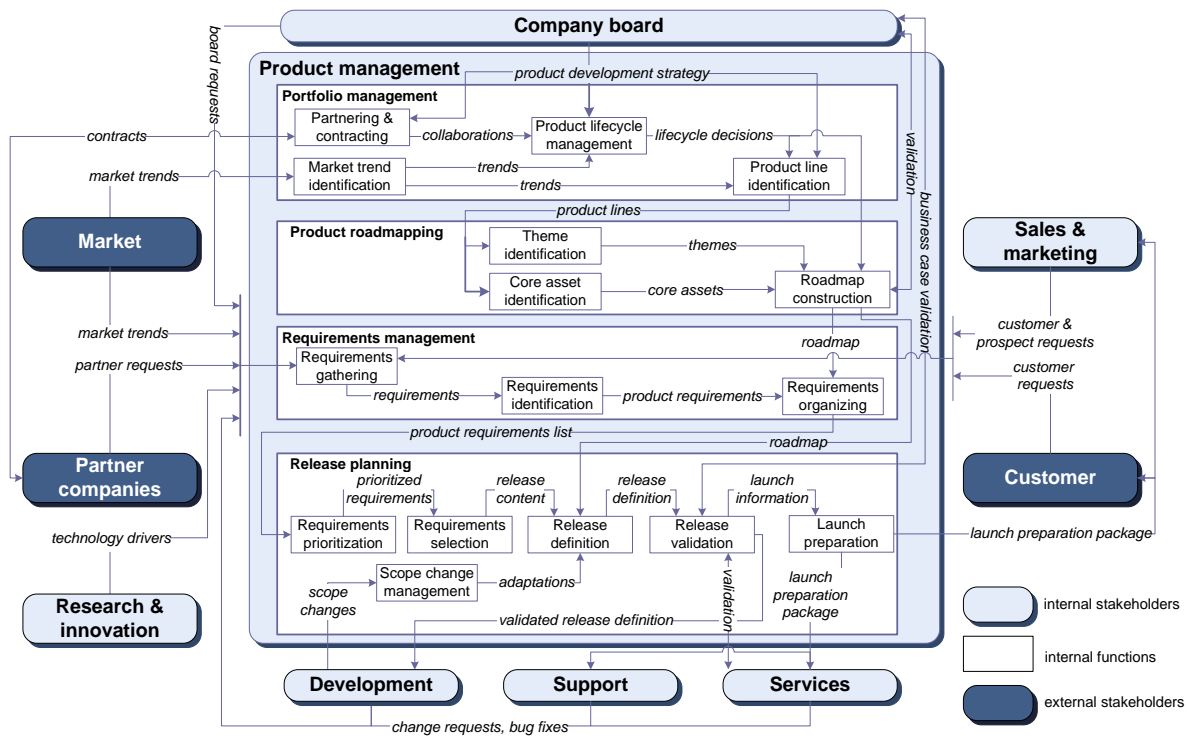 Company board
board requests
Product management
product development strategy
Portfolio management
Partnering &
contracting
collaborations
Product lifecycle
management
lifecycle decisions
contracts
market trends
Market trend
identification
trends
trends
Product line
identification
validation
business case validation
product lines
Market
Product roadmapping
Theme
identification
themes
Core asset
identification
core assets
Roadmap
construction
Sales &
marketing
market trends
partner requests
Requirements management
Requirements
gathering
requirements
Requirements
identification
product requirements
roadmap
Requirements
organizing
customer &
prospect requests
customer
requests
product requirements list
roadmap
Partner
companies
Customer
Release planning
prioritized
requirements
release
content
release
definition
launch
information
Requirements
prioritization
Requirements
selection
Release
definition
Release
validation
Launch
preparation
technology drivers
launch preparation package
scope
changes
Scope change
management
adaptations
validation
launch
preparation
package
validated release definition
Research &
innovation
Development
Support
Services
change requests, bug fixes
internal stakeholders
internal functions
external stakeholders